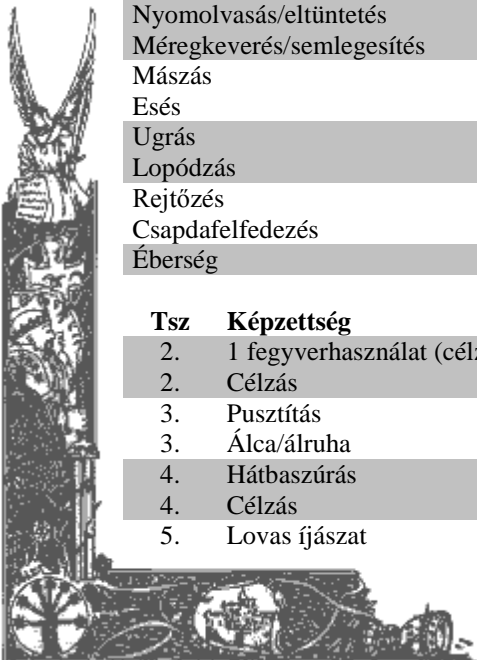 Nyomolvasás/eltüntetés
Méregkeverés/semlegesítés
Mászás
Esés
Ugrás
Lopódzás
Rejtőzés
Csapdafelfedezés
Éberség
Tsz Képzettség
2. 1 fegyverhasználat (célz
2. Célzás
3. Pusztítás
3. Álca/álruha
4. Hátbaszúrás
4. Célzás
5. Lovas íjászat